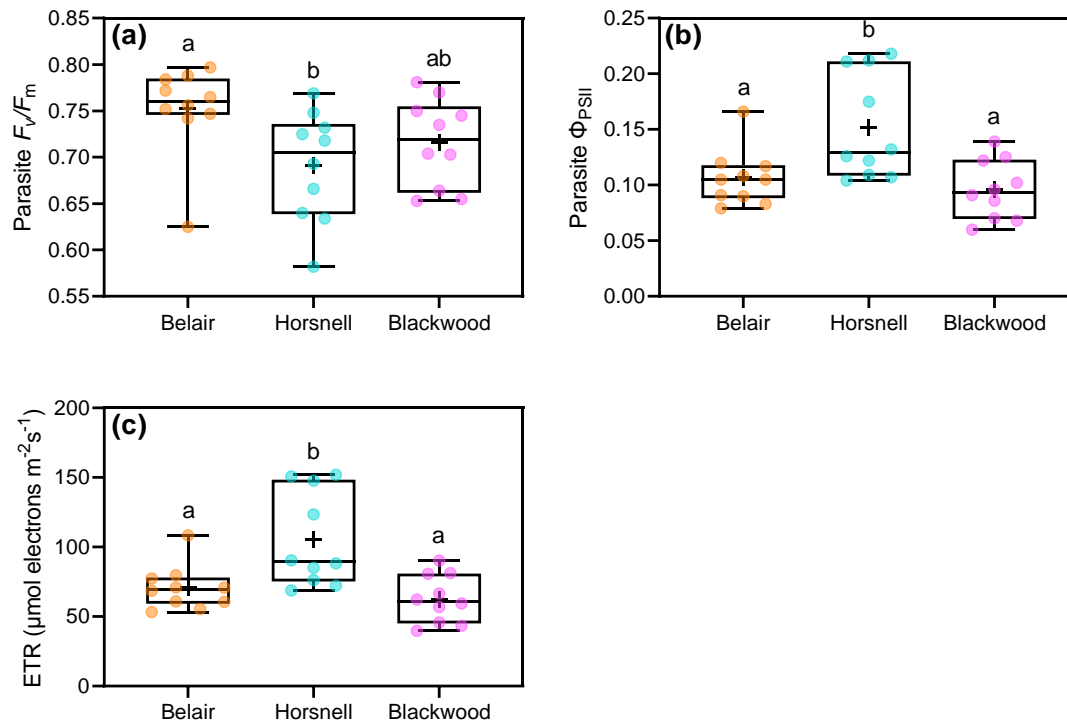 (a)
Parasite Fv/Fm
0.80
0.75
0.70
0.65
0.60
0.55
0.85
a
b
ab
Belair
Horsnell
Blackwood
(b)
Parasite ΦPSII
0.25
0.20
0.15
0.10
0.05
0.00
a
b
a
Belair
Horsnell
Blackwood
(c)
ETR (μmol electrons m⁻²s⁻¹)
200
150
100
50
0
a
b
a
Belair
Horsnell
Blackwood